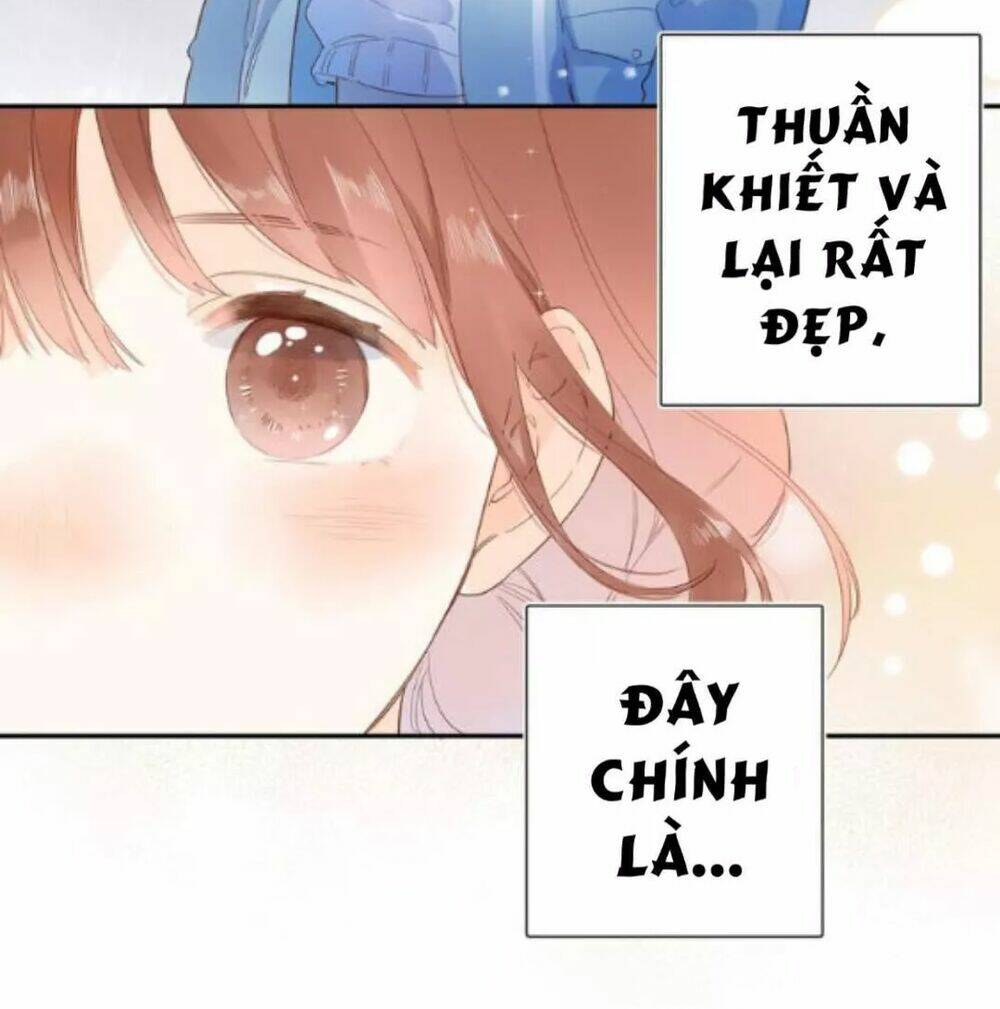 THUẦN
KHIẾT VÀ
LẠI RẤT
ĐẸP,
ĐÂY
CHÍNH
LÀ...